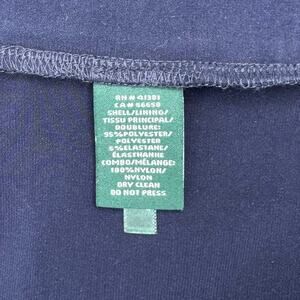 RN # 41381
CA # 56650
SHELL/LINING/
TISSU PRINCIPAL/
DOUBLURE:
95% POLYESTER/
POLYESTER
5% ELASTANE/
ÉLASTHANNE
COMBO/MÉLANGE:
100% NYLON/
NYLON
DRY CLEAN
DO NOT PRESS